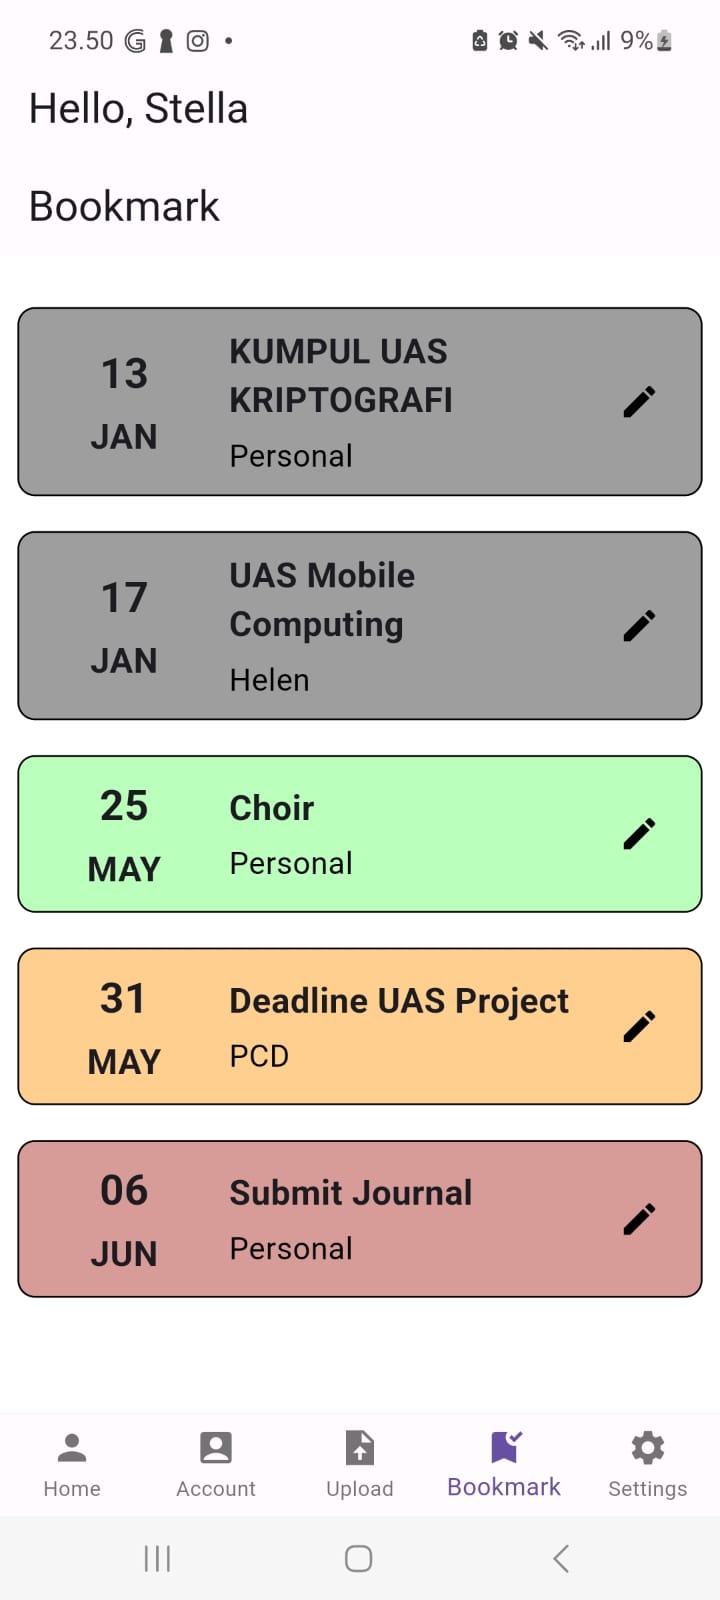 23.50
9%
Hello, Stella
Bookmark
13
JAN
KUMPUL UAS
KRIPTOGRAFI
Personal
17
JAN
UAS Mobile
Computing
Helen
25
MAY
Choir
Personal
31
MAY
Deadline UAS Project
PCD
06
JUN
Submit Journal
Personal
Home
Account
Upload
Bookmark
Settings